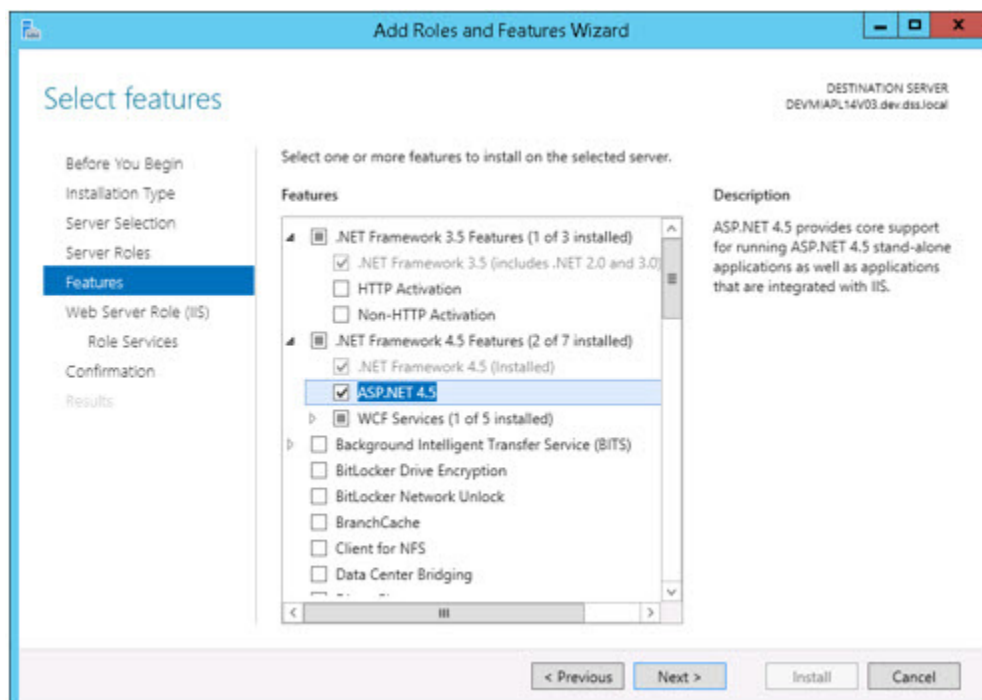 Add Roles and Features Wizard
Select features
DESTINATION SERVER
DEVMIAPL14V03.dev.dss.local
Before You Begin
Installation Type
Server Selection
Server Roles
Features
Web Server Role (IIS)
Role Services
Confirmation
Results
Select one or more features to install on the selected server.
Features
.NET Framework 3.5 Features (1 of 3 installed)
.NET Framework 3.5 (includes .NET 2.0 and 3.0)
HTTP Activation
Non-HTTP Activation
.NET Framework 4.5 Features (2 of 7 installed)
.NET Framework 4.5 (Installed)
ASP.NET 4.5
WCF Services (1 of 5 installed)
Background Intelligent Transfer Service (BITS)
BitLocker Drive Encryption
BitLocker Network Unlock
BranchCache
Client for NFS
Data Center Bridging
Description
ASP.NET 4.5 provides core support
for running ASP.NET 4.5 stand-alone
applications as well as applications
that are integrated with IIS.
< Previous
Next >
Install
Cancel